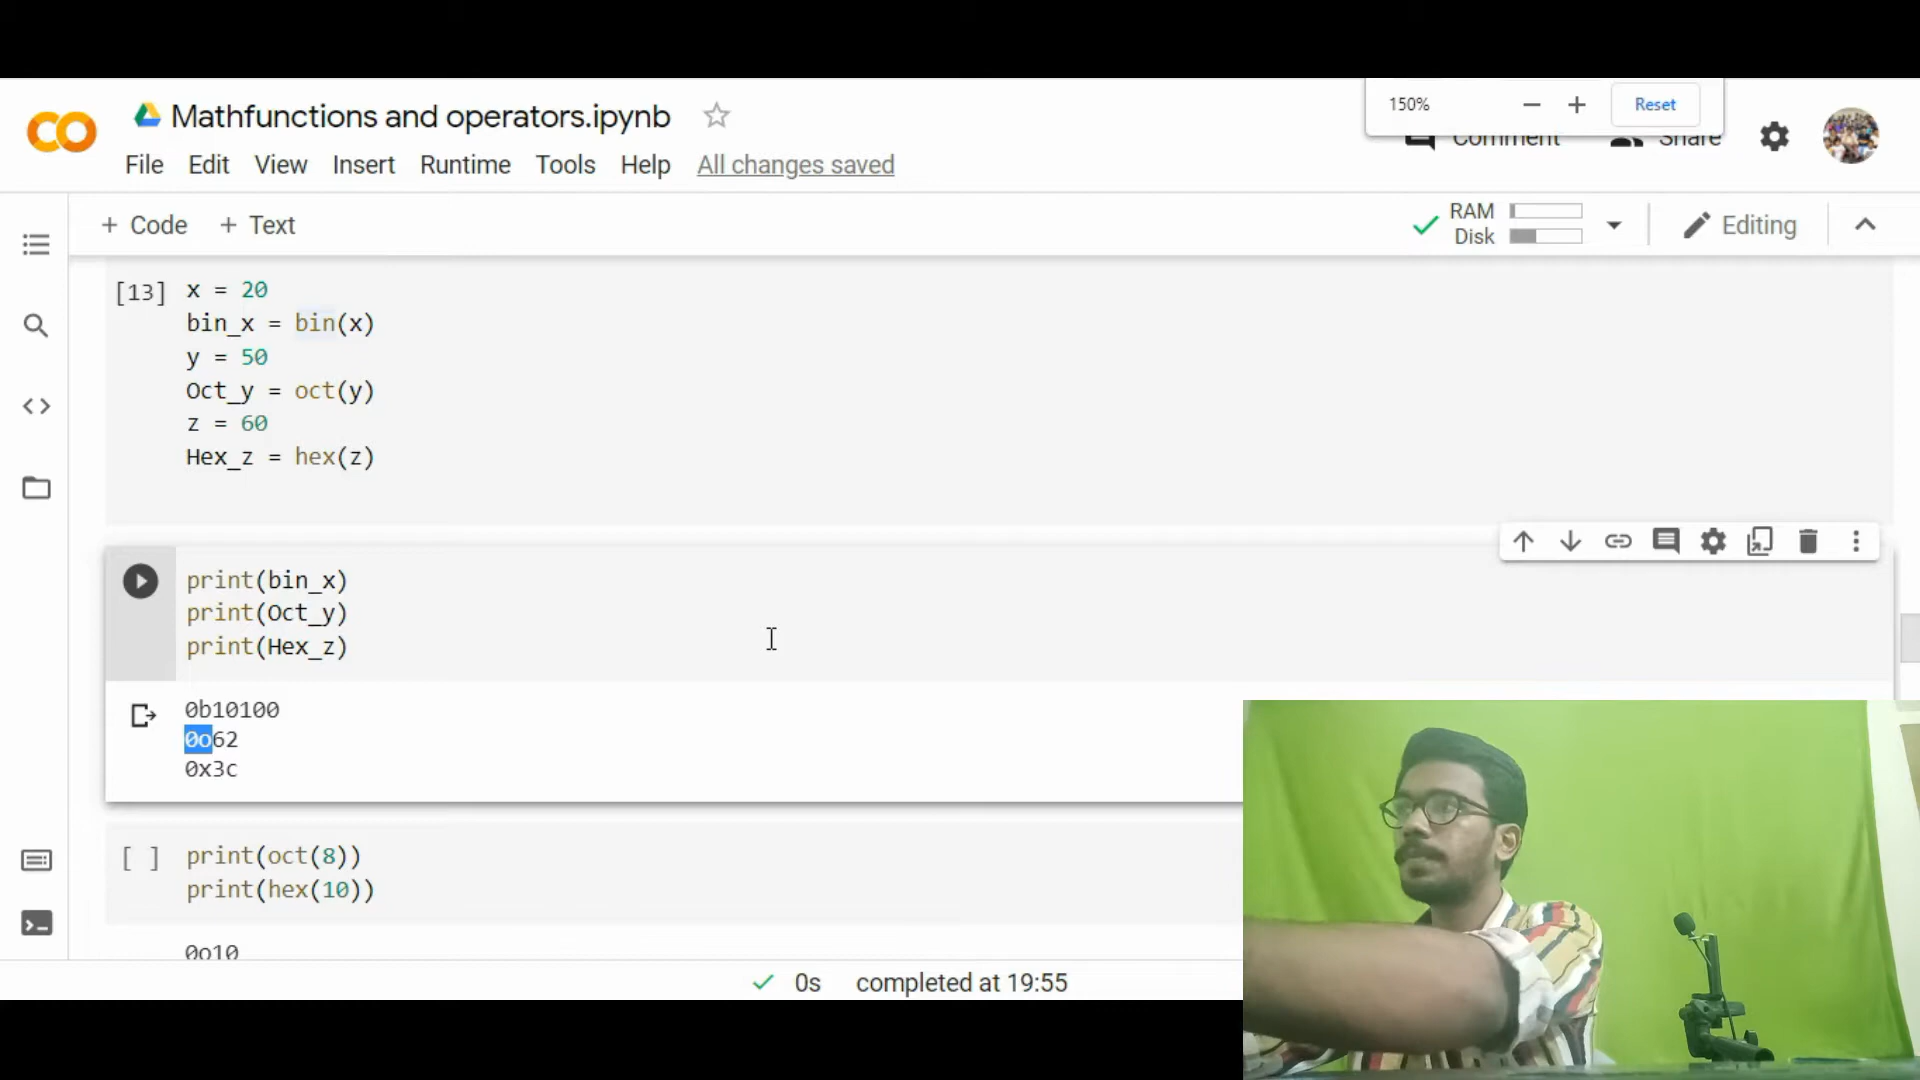 150%
Reset
Mathfunctions and operators.ipynb
Comment
Share
File Edit View Insert Runtime Tools Help All changes saved
+ Code + Text
RAM
Disk
Editing
[13] x = 20
bin_x = bin(x)
y = 50
Oct_y = oct(y)
z = 60
Hex_z = hex(z)
print(bin_x)
print(Oct_y)
print(Hex_z)
0b10100
0o62
0x3c
[ ] print(oct(8))
print(hex(10))
0o10
0s completed at 19:55